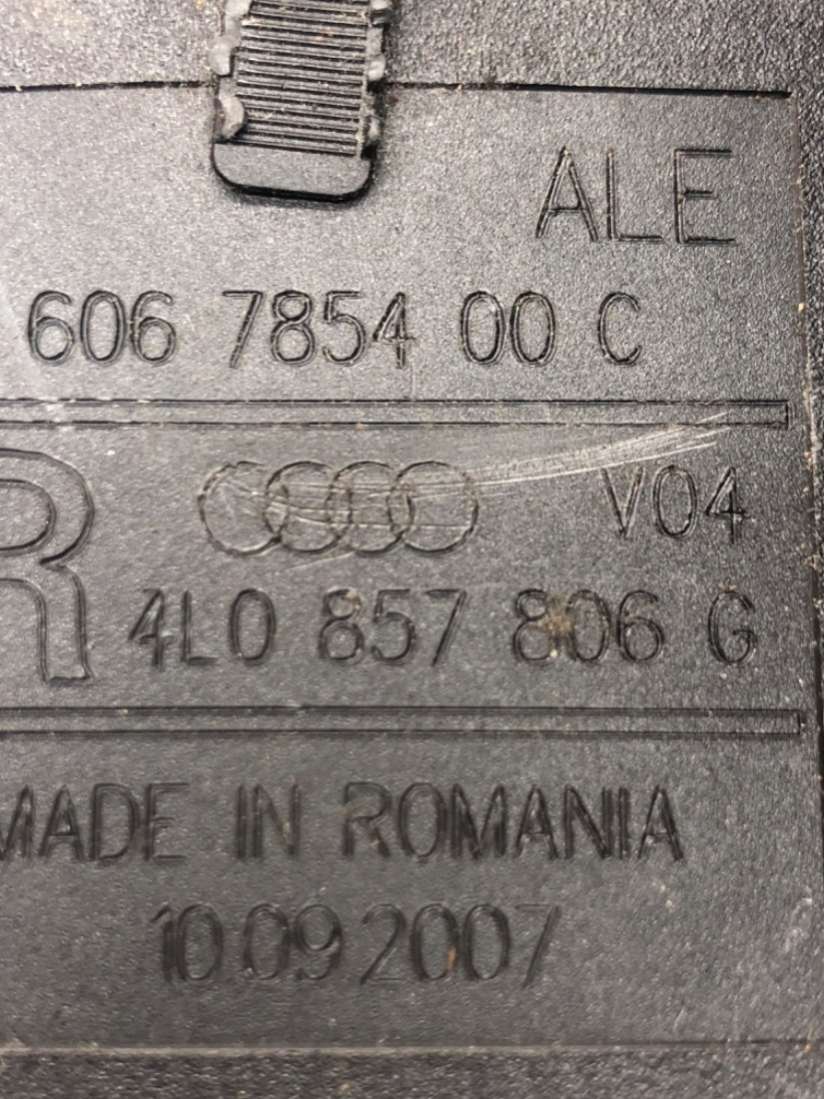 ALE
606 7854 00 C
R
V04
4L0 857 806 G
MADE IN ROMANIA
10 09 2007